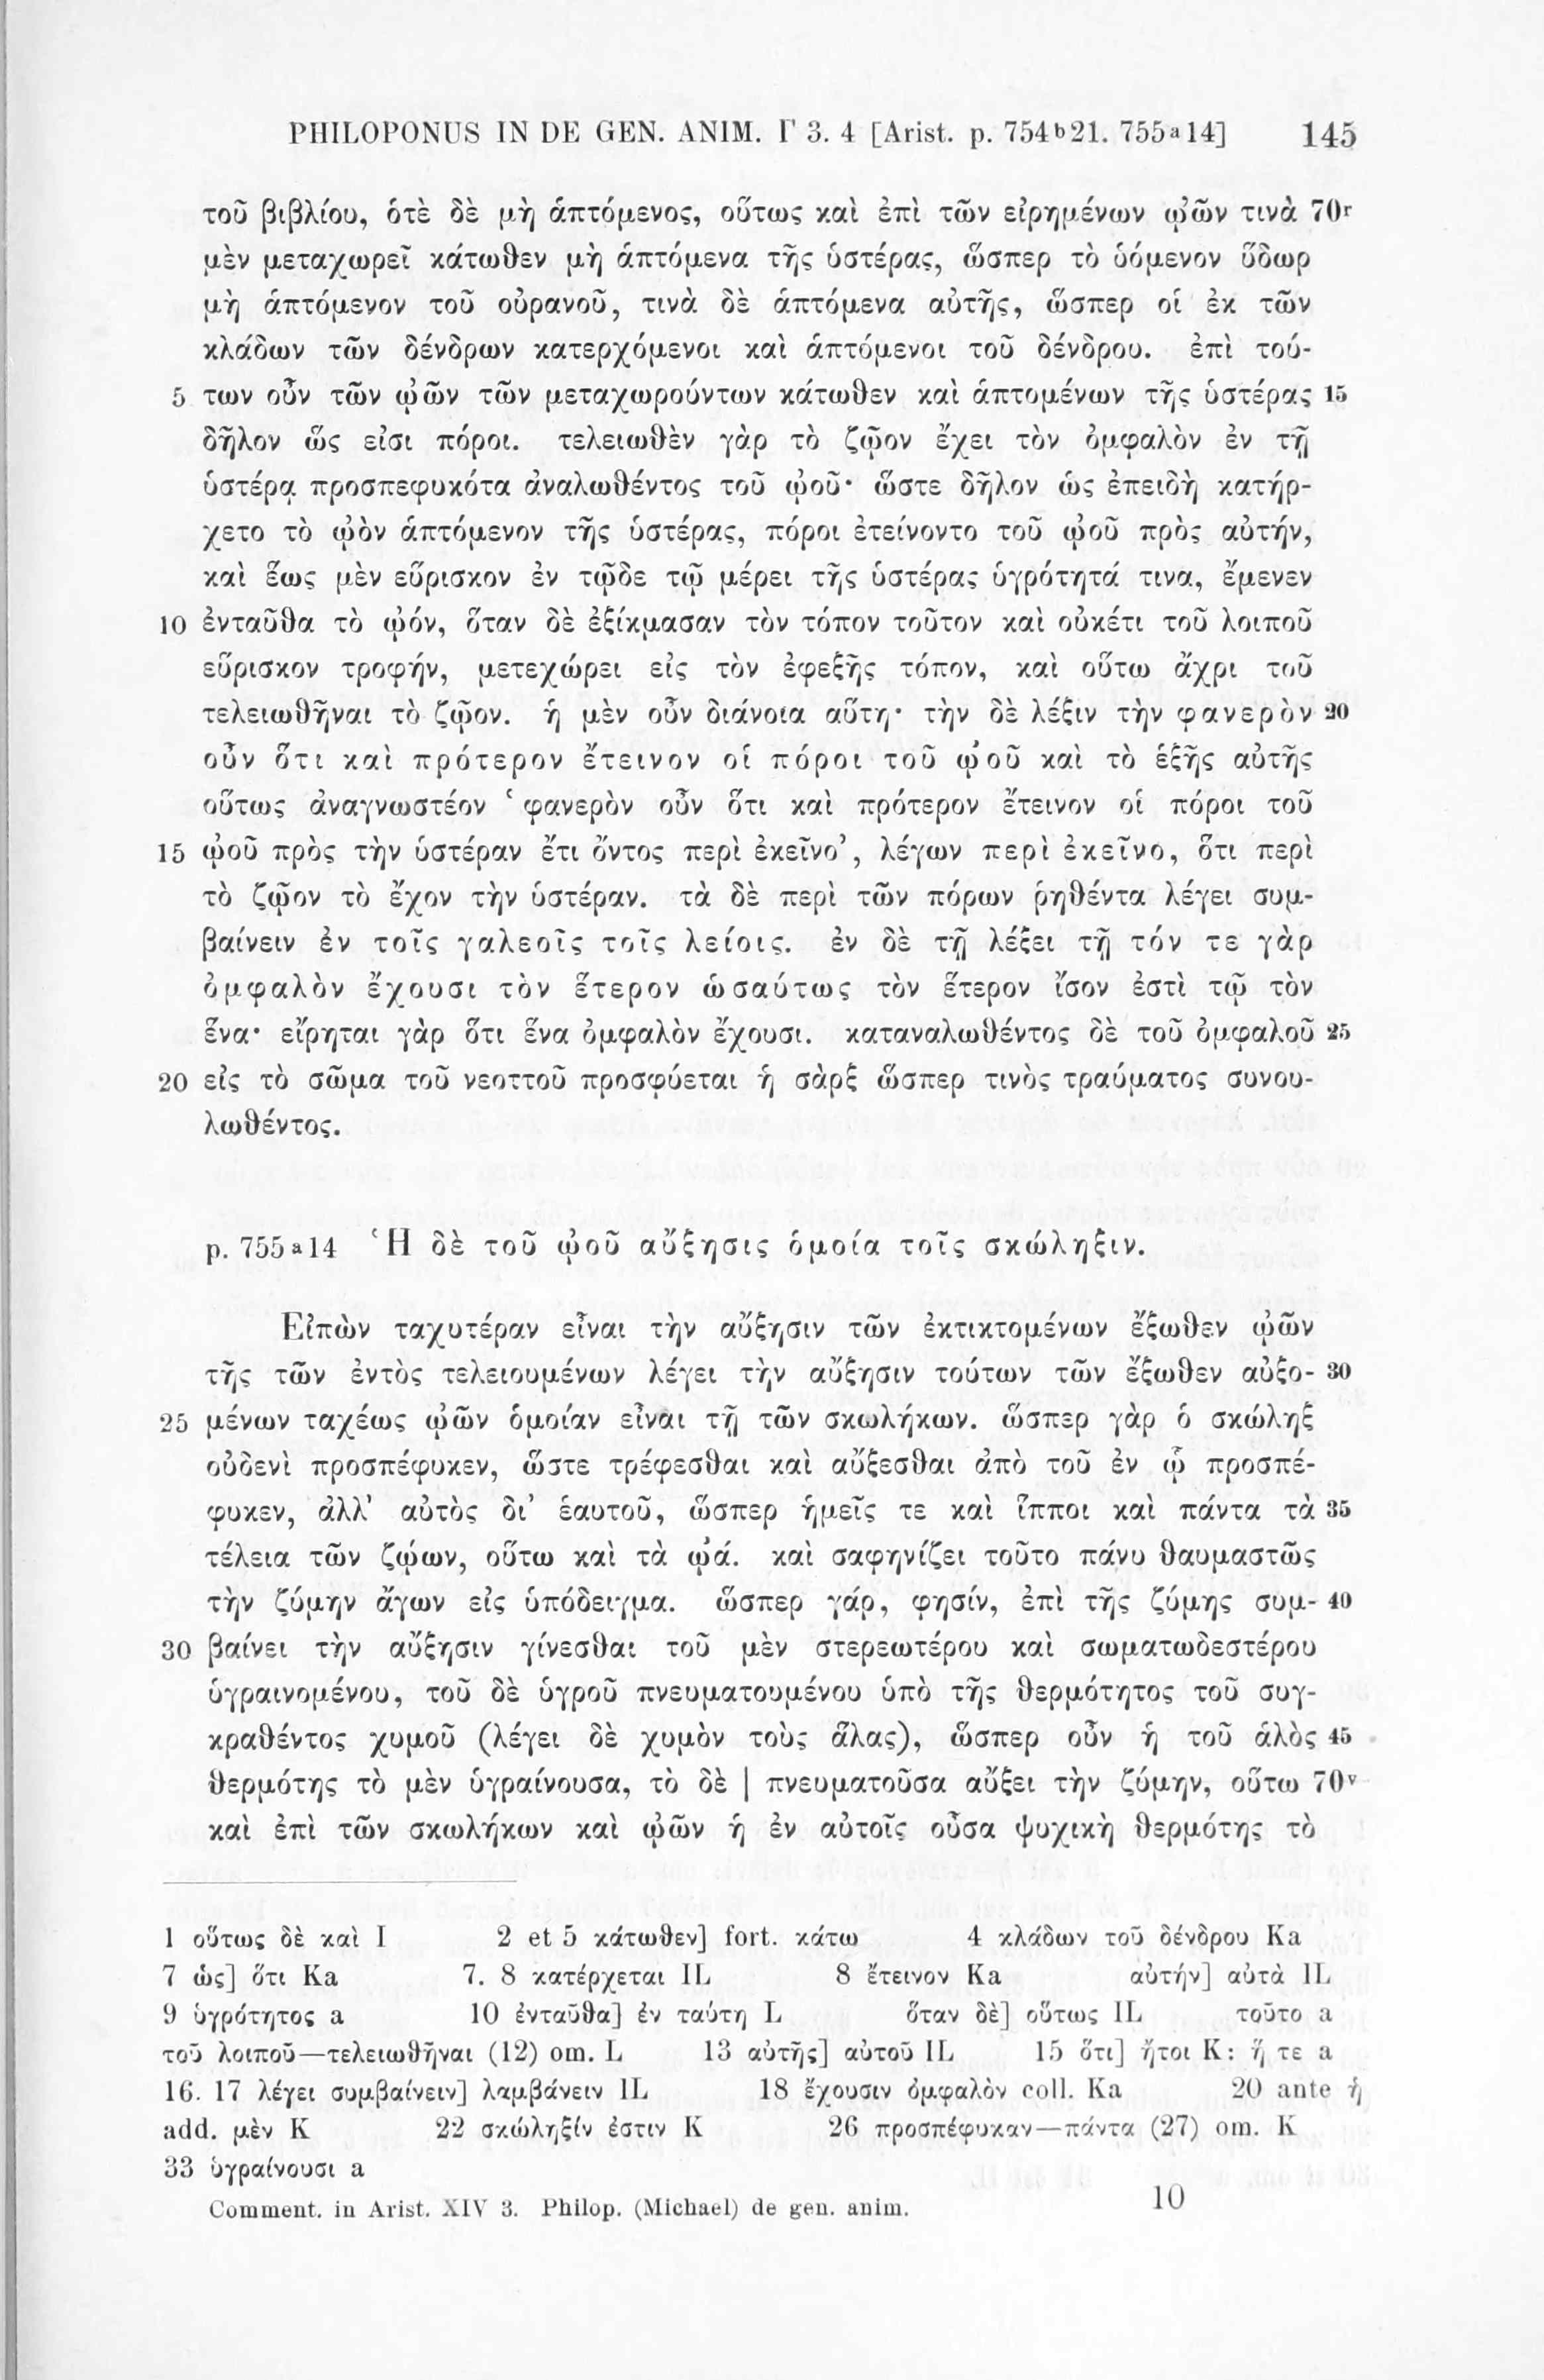 PHILOPONUS IN DE GEN. ANIM. Γ 3. 4 [Arist. p. 754b21. 755a14] 145
τοῦ βιβλίου, ὁτὲ δὲ μὴ ἁπτόμενος, οὕτως καὶ ἐπὶ τῶν εἰρημένων ᾠῶν τινὰ 70r
μὲν μεταχωρεῖ κάτωθεν μὴ ἁπτόμενα τῆς ὑστέρας, ὥσπερ τὸ ὑόμενον ὕδωρ
μὴ ἁπτόμενον τοῦ οὐρανοῦ, τινὰ δὲ ἁπτόμενα αὐτῆς, ὥσπερ οἱ ἐκ τῶν
κλάδων τῶν δένδρων κατερχόμενοι καὶ ἁπτόμενοι τοῦ δένδρου. ἐπὶ τού-
5 των οὖν τῶν ᾠῶν τῶν μεταχωρούντων κάτωθεν καὶ ἁπτομένων τῆς ὑστέρας 15
δῆλον ὥς εἰσι πόροι. τελειωθὲν γὰρ τὸ ζῷον ἔχει τὸν ὀμφαλὸν ἐν τῇ
ὑστέρᾳ προσπεφυκότα ἀναλωθέντος τοῦ ᾠοῦ· ὥστε δῆλον ὡς ἐπειδὴ κατήρ-
χετο τὸ ᾠὸν ἁπτόμενον τῆς ὑστέρας, πόροι ἐτείνοντο τοῦ ᾠοῦ πρὸς αὐτήν,
καὶ ἕως μὲν εὕρισκον ἐν τῷδε τῷ μέρει τῆς ὑστέρας ὑγρότητά τινα, ἔμενεν
10 ἐνταῦθα τὸ ᾠόν, ὅταν δὲ ἐξίκμασαν τὸν τόπον τοῦτον καὶ οὐκέτι τοῦ λοιποῦ
εὕρισκον τροφήν, μετεχώρει εἰς τὸν ἐφεξῆς τόπον, καὶ οὕτω ἄχρι τοῦ
τελειωθῆναι τὸ ζῷον. ἡ μὲν οὖν διάνοια αὕτη· τὴν δὲ λέξιν τὴν φανερὸν 20
οὖν ὅτι καὶ πρότερον ἔτεινον οἱ πόροι τοῦ ᾠοῦ καὶ τὸ ἑξῆς αὐτῆς
οὕτως ἀναγνωστέον ‘φανερὸν οὖν ὅτι καὶ πρότερον ἔτεινον οἱ πόροι τοῦ
15 ᾠοῦ πρὸς τὴν ὑστέραν ἔτι ὄντος περὶ ἐκεῖνο’, λέγων περὶ ἐκεῖνο, ὅτι περὶ
τὸ ζῷον τὸ ἔχον τὴν ὑστέραν. τὰ δὲ περὶ τῶν πόρων ῥηθέντα λέγει συμ-
βαίνειν ἐν τοῖς γαλεοῖς τοῖς λείοις. ἐν δὲ τῇ λέξει τῇ τόν τε γὰρ
ὀμφαλὸν ἔχουσι τὸν ἕτερον ὡσαύτως τὸν ἕτερον ἴσον ἐστὶ τῷ τὸν
ἕνα· εἴρηται γὰρ ὅτι ἕνα ὀμφαλὸν ἔχουσι. καταναλωθέντος δὲ τοῦ ὀμφαλοῦ 25
20 εἰς τὸ σῶμα τοῦ νεοττοῦ προσφύεται ἡ σὰρξ ὥσπερ τινὸς τραύματος συνου-
λωθέντος.
p. 755a14 Ἡ δὲ τοῦ ᾠοῦ αὔξησις ὁμοία τοῖς σκώληξιν.
Εἰπὼν ταχυτέραν εἶναι τὴν αὔξησιν τῶν ἐκτικτομένων ἔξωθεν ᾠῶν
τῆς τῶν ἐντὸς τελειουμένων λέγει τὴν αὔξησιν τούτων τῶν ἔξωθεν αὐξο- 30
25 μένων ταχέως ᾠῶν ὁμοίαν εἶναι τῇ τῶν σκωλήκων. ὥσπερ γὰρ ὁ σκώληξ
οὐδενὶ προσπέφυκεν, ὥστε τρέφεσθαι καὶ αὔξεσθαι ἀπὸ τοῦ ἐν ᾧ προσπέ-
φυκεν, ἀλλ’ αὐτὸς δι’ ἑαυτοῦ, ὥσπερ ἡμεῖς τε καὶ ἵπποι καὶ πάντα τὰ 35
τέλεια τῶν ζῴων, οὕτω καὶ τὰ ᾠά. καὶ σαφηνίζει τοῦτο πάνυ θαυμαστῶς
τὴν ζύμην ἄγων εἰς ὑπόδειγμα. ὥσπερ γάρ, φησίν, ἐπὶ τῆς ζύμης συμ- 40
30 βαίνει τὴν αὔξησιν γίνεσθαι τοῦ μὲν στερεωτέρου καὶ σωματωδεστέρου
ὑγραινομένου, τοῦ δὲ ὑγροῦ πνευματουμένου ὑπὸ τῆς θερμότητος τοῦ συγ-
κραθέντος χυμοῦ (λέγει δὲ χυμὸν τοὺς ἅλας), ὥσπερ οὖν ἡ τοῦ ἁλὸς 45
θερμότης τὸ μὲν ὑγραίνουσα, τὸ δὲ | πνευματοῦσα αὔξει τὴν ζύμην, οὕτω 70v
καὶ ἐπὶ τῶν σκωλήκων καὶ ᾠῶν ἡ ἐν αὐτοῖς οὖσα ψυχικὴ θερμότης τὸ
1 οὕτως δὲ καὶ I 2 et 5 κάτωθεν] fort. κάτω 4 κλάδων τοῦ δένδρου Ka
7 ὡς] ὅτι Ka 7. 8 κατέρχεται IL 8 ἔτεινον Ka αὐτήν] αὐτὰ IL
9 ὑγρότητος a 10 ἐνταῦθα] ἐν ταύτη L ὅταν δὲ] οὕτως IL τοῦτο a
τοῦ λοιποῦ—τελειωθῆναι (12) om. L 13 αὐτῆς] αὐτοῦ IL 15 ὅτι] ἤτοι K: ἥ τε a
16. 17 λέγει συμβαίνειν] λαμβάνειν IL 18 ἔχουσιν ὀμφαλὸν coll. Ka 20 ante ἡ
add. μὲν K 22 σκώληξίν ἐστιν K 26 προσπέφυκαν—πάντα (27) om. K
33 ὑγραίνουσι a
Comment. in Arist. XIV 3. Philop. (Michael) de gen. anim. 10